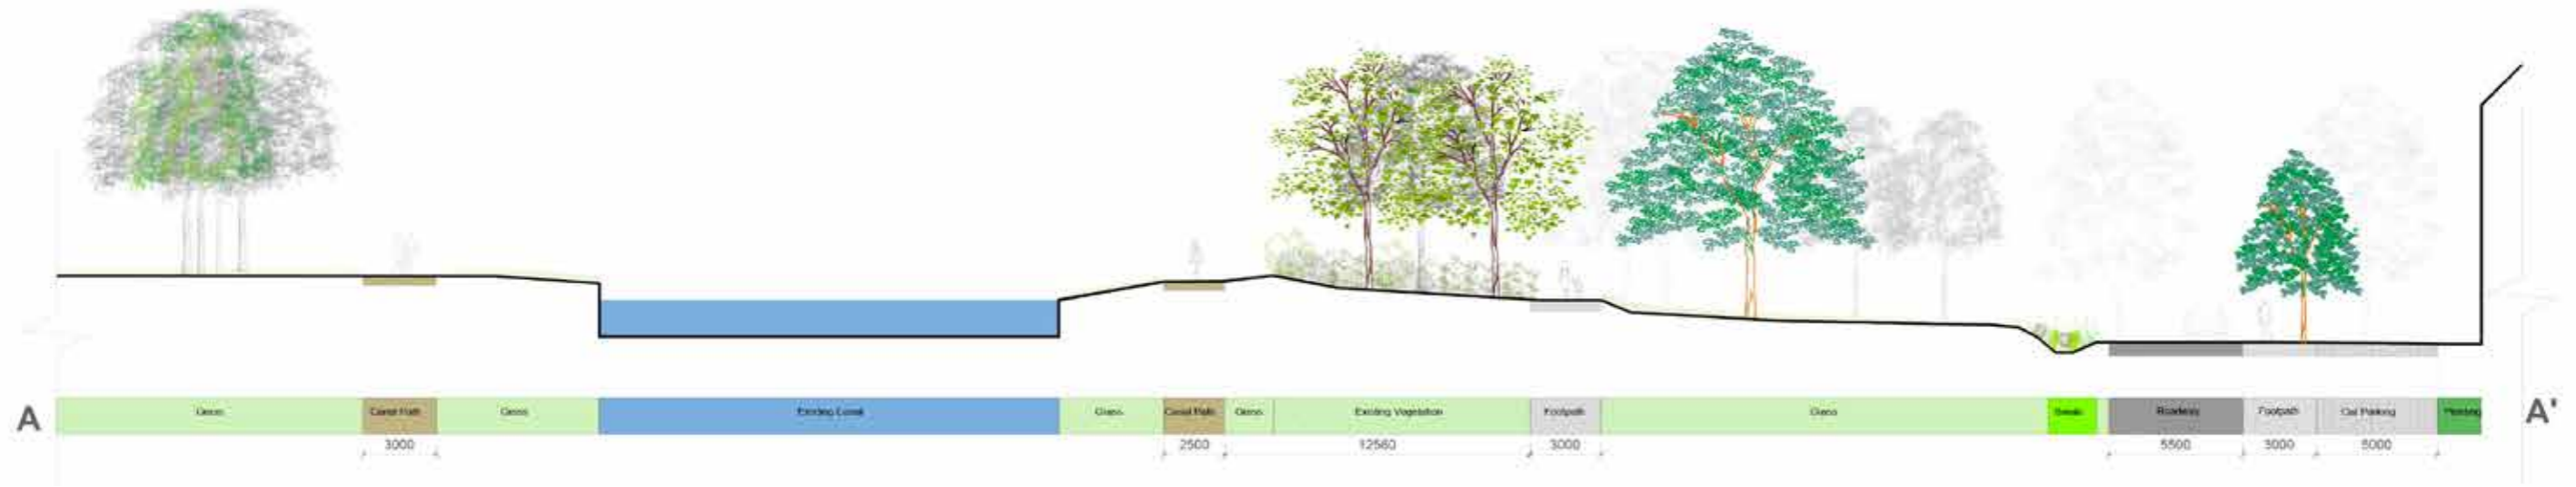 A
Grass
Canal Path
Grass
Existing Canal
Grass
Canal Path
Grass
Existing Vegetation
Footpath
Grass
Swale
Roadway
Footpath
Car Parking
Planting
A'
3000
2500
12560
3000
5500
3000
5000